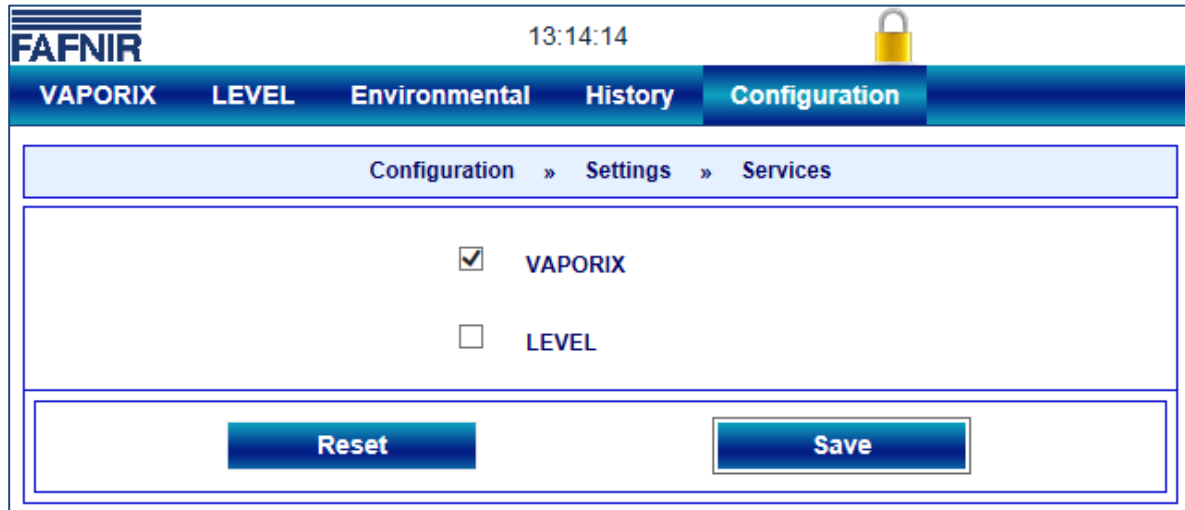 FAFNIR 13:14:14
VAPORIX LEVEL Environmental History Configuration
Configuration » Settings » Services
VAPORIX
LEVEL
Reset Save